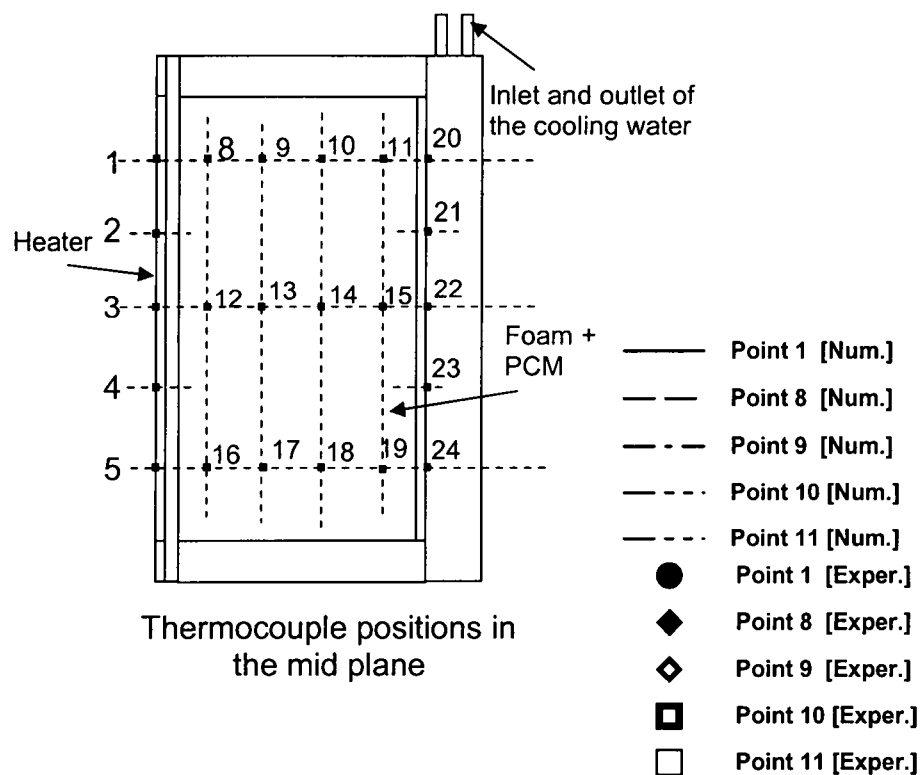 Inlet and outlet of
the cooling water
1 8 9 10 11 20
2 21
Heater
3 12 13 14 15 22
Foam +
PCM
4 23
5 16 17 18 19 24
Thermocouple positions in
the mid plane
Point 1 [Num.]
Point 8 [Num.]
Point 9 [Num.]
Point 10 [Num.]
Point 11 [Num.]
Point 1 [Exper.]
Point 8 [Exper.]
Point 9 [Exper.]
Point 10 [Exper.]
Point 11 [Exper.]